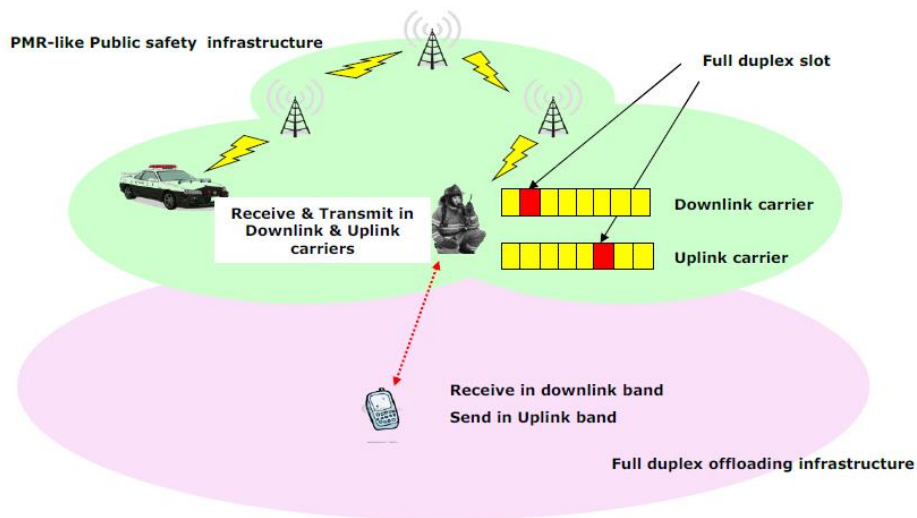 PMR-like Public safety infrastructure
Full duplex slot
Receive & Transmit in
Downlink & Uplink
carriers
Downlink carrier
Uplink carrier
Receive in downlink band
Send in Uplink band
Full duplex offloading infrastructure